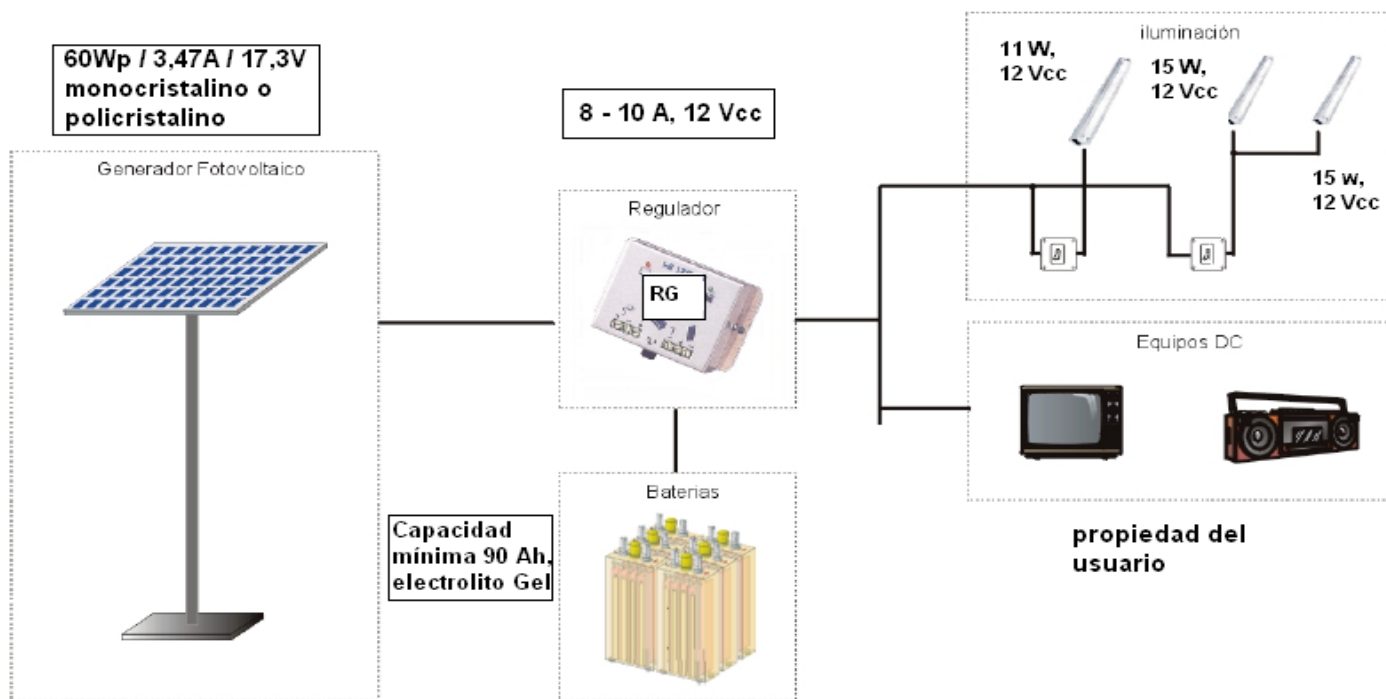 60Wp / 3,47A / 17,3V
monocristalino o
policristalino
Generador Fotovoltaico
8 - 10 A, 12 Vcc
Regulador
RG
Capacidad
mínima 90 Ah,
electrolito Gel
Baterias
iluminación
11 W,
12 Vcc
15 W,
12 Vcc
15 w,
12 Vcc
Equipos DC
propiedad del
usuario